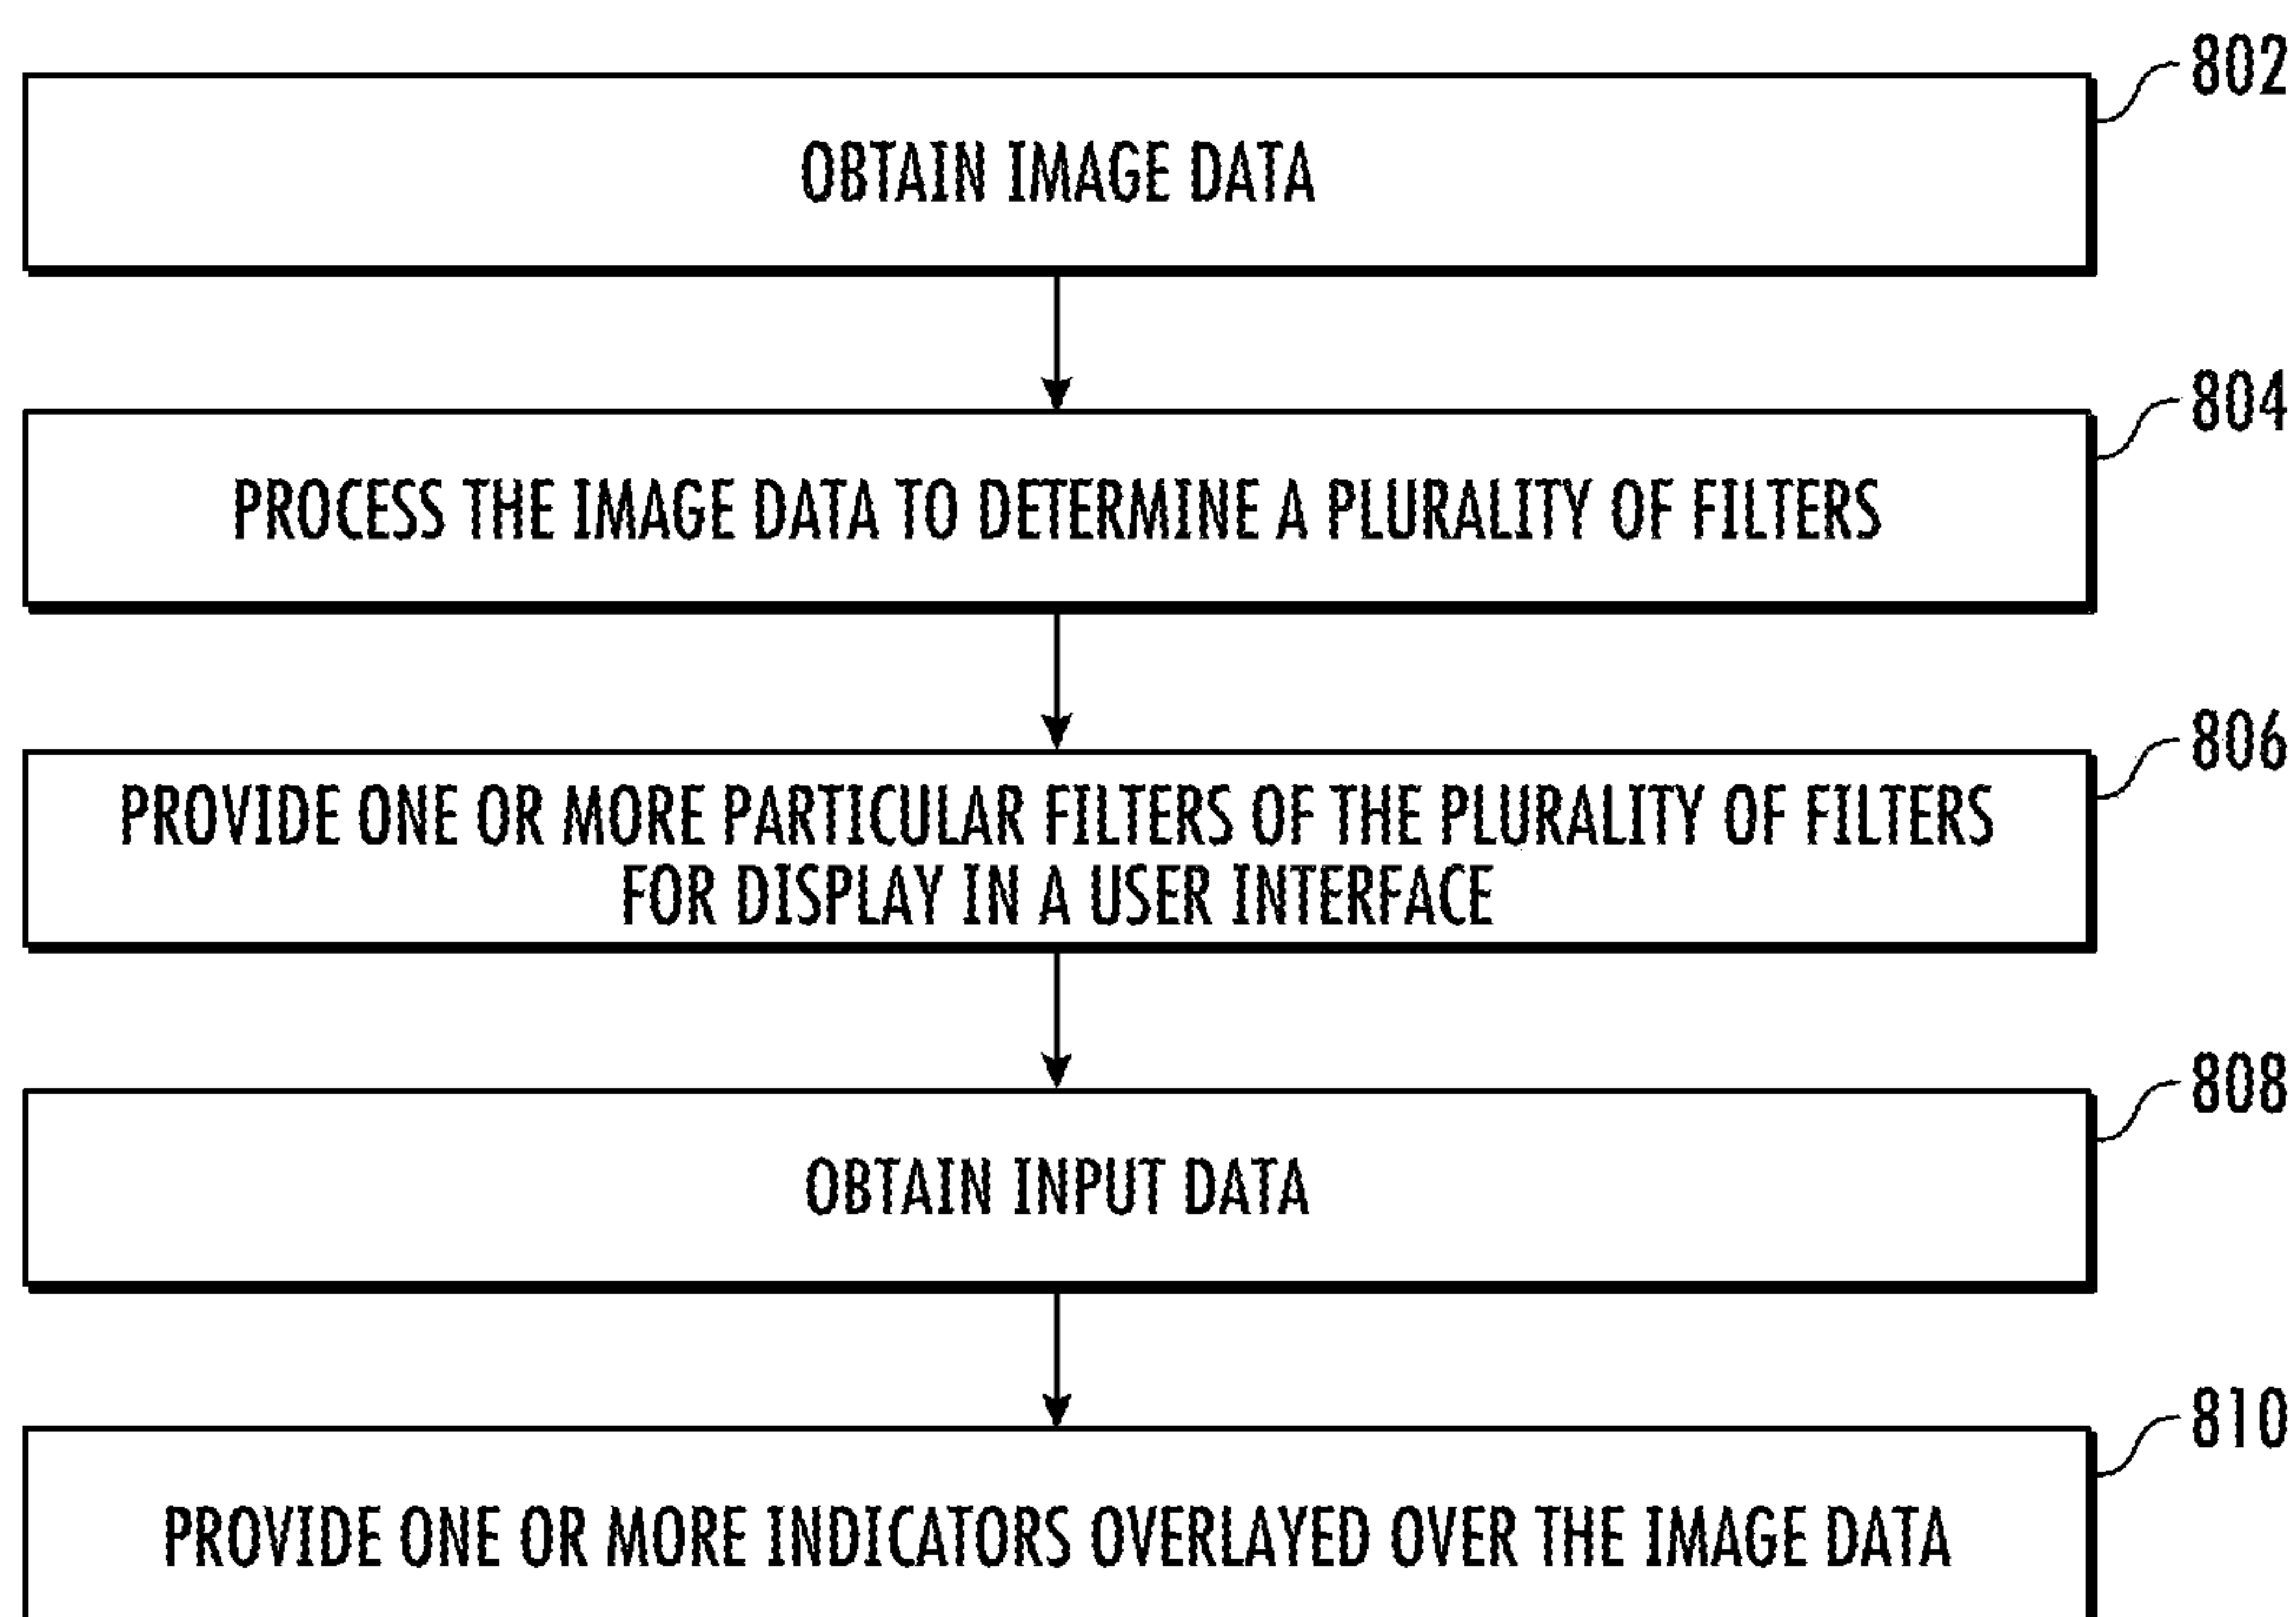 802
OBTAIN IMAGE DATA
804
PROCESS THE IMAGE DATA TO DETERMINE A PLURALITY OF FILTERS
806
PROVIDE ONE OR MORE PARTICULAR FILTERS OF THE PLURALITY OF FILTERS
FOR DISPLAY IN A USER INTERFACE
808
OBTAIN INPUT DATA
810
PROVIDE ONE OR MORE INDICATORS OVERLAYED OVER THE IMAGE DATA